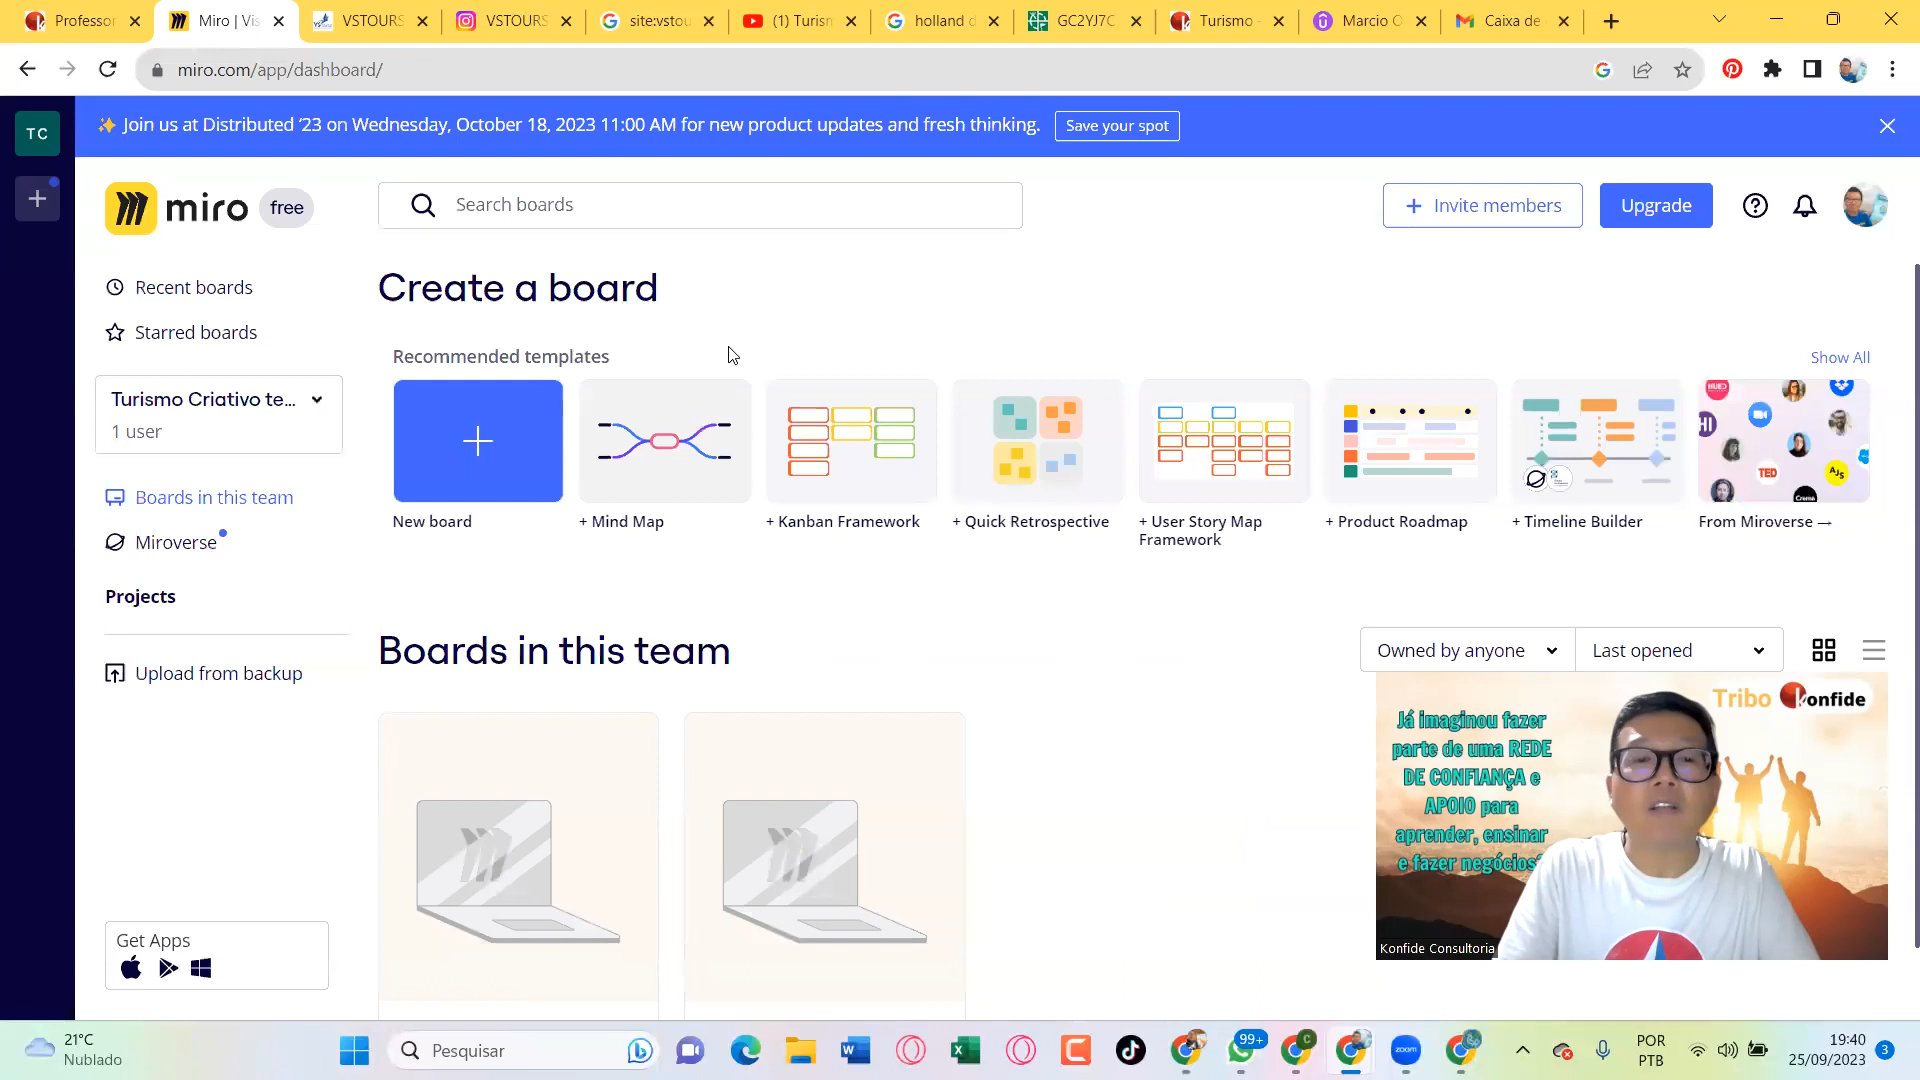 Professor
Miro | Vis
VSTOURS
VSTOURS
site:vstou
(1) Turism
holland d
GC2YJ7C
Turismo -
Marcio O
Caixa de
miro.com/app/dashboard/
TC
✨ Join us at Distributed ‘23 on Wednesday, October 18, 2023 11:00 AM for new product updates and fresh thinking.
Save your spot
miro
free
Search boards
Invite members
Upgrade
Recent boards
Starred boards
Turismo Criativo te...
1 user
Boards in this team
Miroverse
Projects
Upload from backup
Get Apps
Create a board
Recommended templates
Show All
New board
+ Mind Map
+ Kanban Framework
+ Quick Retrospective
+ User Story Map
Framework
+ Product Roadmap
+ Timeline Builder
TED
AJS
Crema
From Miroverse →
Boards in this team
Owned by anyone
Last opened
Tribo Konfide
Já imaginou fazer
parte de uma REDE
DE CONFIANÇA e
APOIO para
aprender, ensinar
e fazer negócios?
Konfide Consultoria
21°C
Nublado
Pesquisar
99+
zoom
POR
PTB
19:40
25/09/2023
3